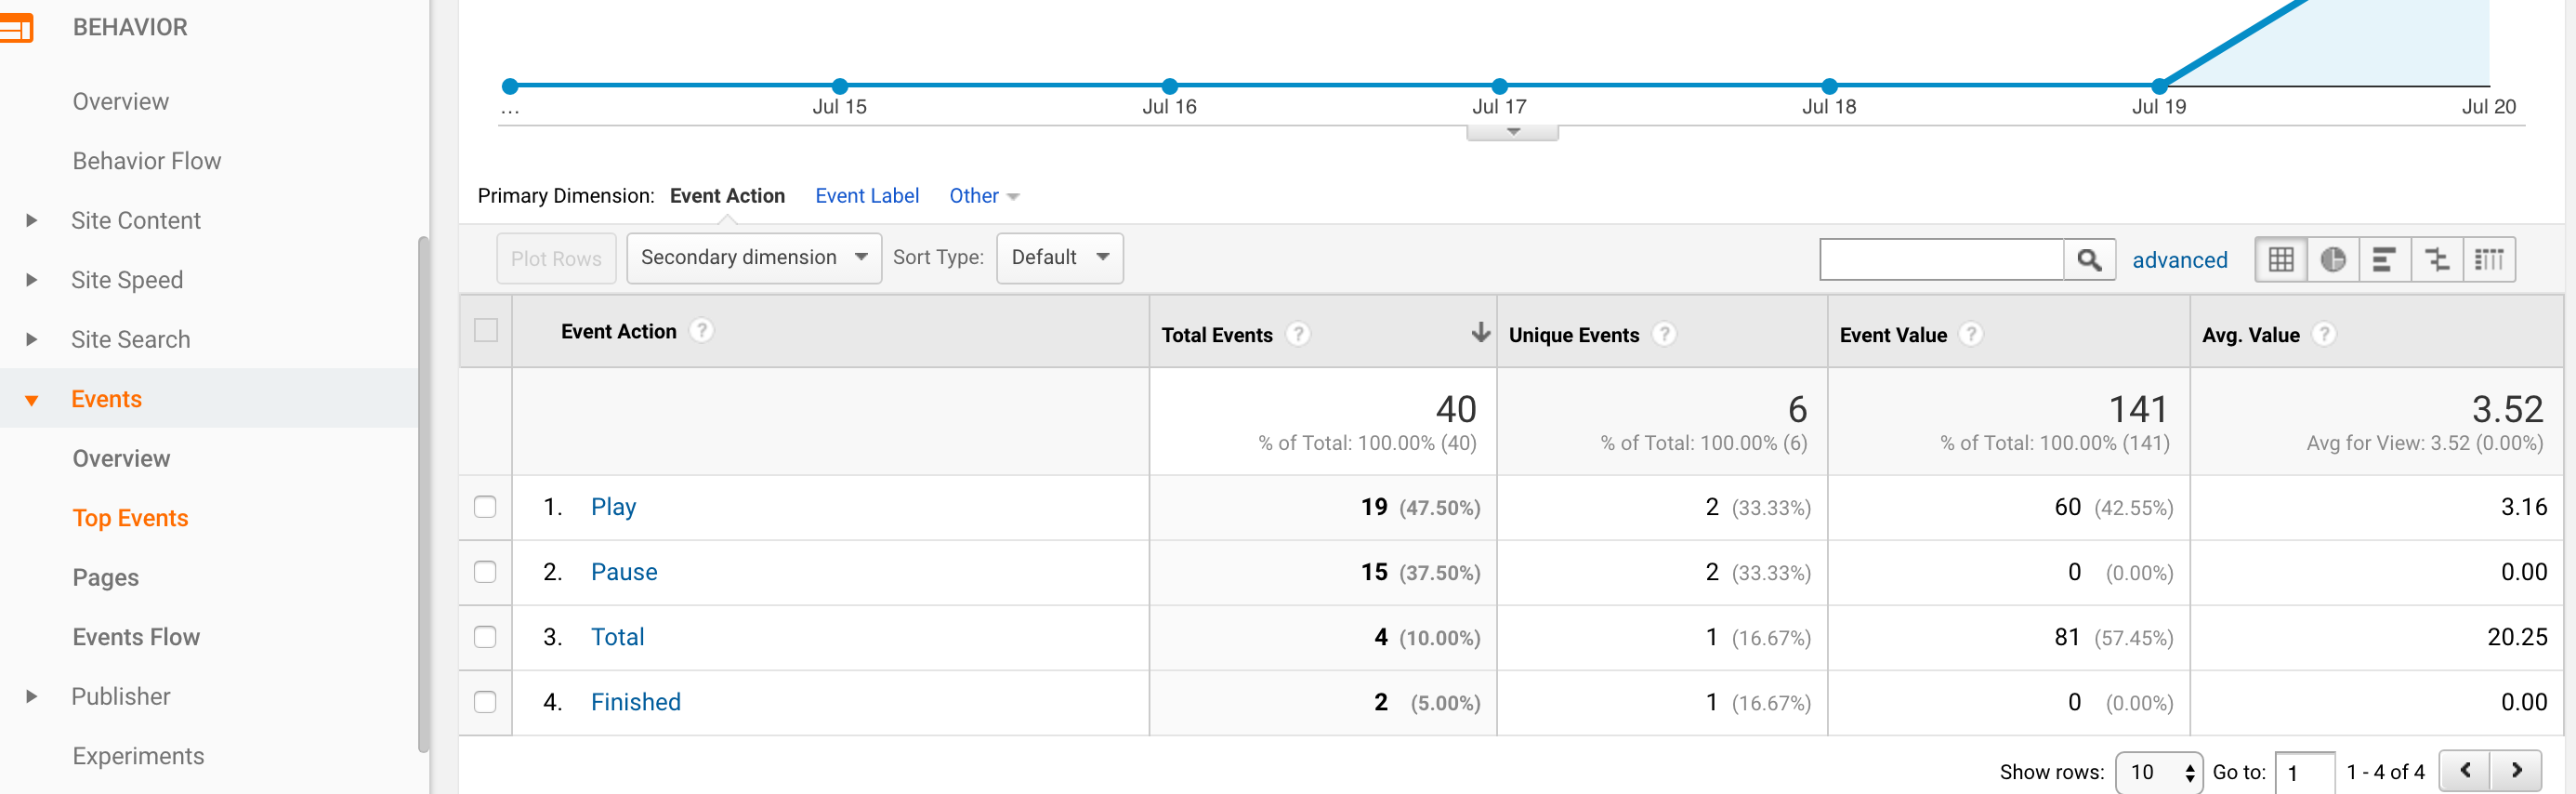 BEHAVIOR
Overview
Behavior Flow
Site Content
Site Speed
Site Search
Events
Overview
Top Events
Pages
Events Flow
Publisher
Experiments
... Jul 15 Jul 16 Jul 17 Jul 18 Jul 19 Jul 20
Primary Dimension: Event Action Event Label Other
Plot Rows Secondary dimension Sort Type: Default advanced
Event Action ? Total Events ? Unique Events ? Event Value ? Avg. Value ?
40 6 141 3.52
% of Total: 100.00% (40) % of Total: 100.00% (6) % of Total: 100.00% (141) Avg for View: 3.52 (0.00%)
1. Play 19 (47.50%) 2 (33.33%) 60 (42.55%) 3.16
2. Pause 15 (37.50%) 2 (33.33%) 0 (0.00%) 0.00
3. Total 4 (10.00%) 1 (16.67%) 81 (57.45%) 20.25
4. Finished 2 (5.00%) 1 (16.67%) 0 (0.00%) 0.00
Show rows: 10 Go to: 1 1 - 4 of 4